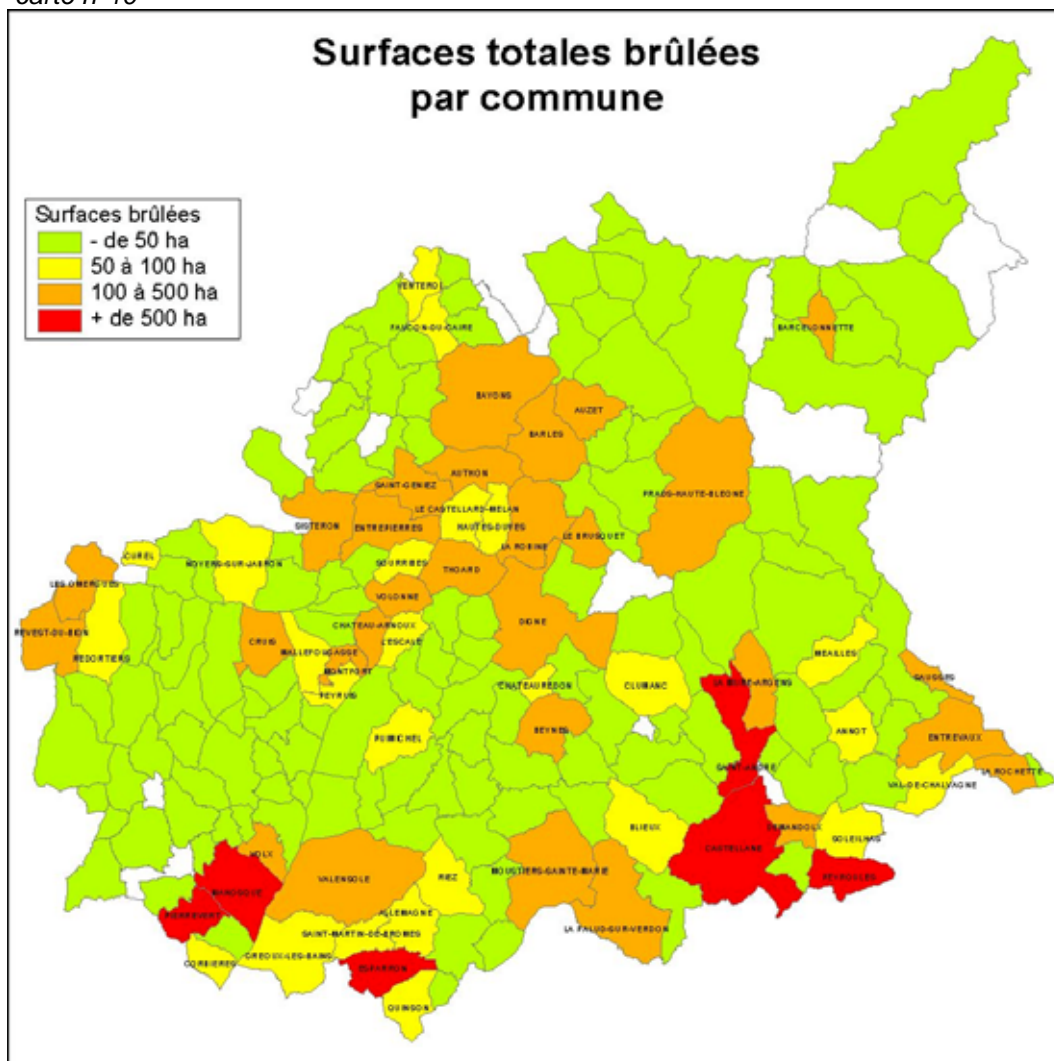 Surfaces totales brûlées
par commune
Surfaces brûlées
- de 50 ha
50 à 100 ha
100 à 500 ha
+ de 500 ha
VENTEROL
FAUCON-DU-CAIRE
BARCELONNETTE
BAYONS
AUZET
BARLES
AUTHON
SAINT-GENIEZ
PRADS-HAUTE-BLEONE
LE CASTELLARD-MELAN
SISTERON
ENTREPIERRES
HAUTES-DUYES
LE BRUSQUET
LA ROBINE
CUREL
NOYERS-SUR-JABRON
SOURRIBES
THOARD
LES OMERGUES
VOLONNE
CHATEAU-ARNOUX
DIGNE
REVEST-DU-BION
REDORTIERS
CRUIS
MALLEFOUGASSE
L'ESCALE
MEAILLES
MONTFORT
PEYRUIS
CHATEAUREDON
CLUMANC
LA MURE-ARGENS
SAUSSES
BEYNES
ANNOT
ENTREVAUX
PUIMICHEL
SAINT-ANDRE
LA ROCHETTE
VAL-DE-CHALVAGNE
BLIEUX
DEMANDOLX
SOLEILHAS
CASTELLANE
VOLX
VALENSOLE
RIEZ
MOUSTIERS-SAINTE-MARIE
PEYROULES
MANOSQUE
PIERREVERT
ALLEMAGNE
SAINT-MARTIN-DE-BROMES
LA PALUD-SUR-VERDON
GREOUX-LES-BAINS
CORBIERES
ESPARRON
QUINSON